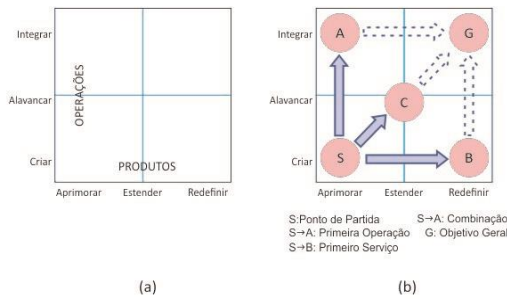 Integrar
Alavancar
Criar
OPERAÇÕES
PRODUTOS
Aprimorar Estender Redefinir
(a)
Integrar
Alavancar
Criar
A
G
C
S
B
Aprimorar Estender Redefinir
S:Ponto de Partida S→A: Combinação
S→A: Primeira Operação G: Objetivo Geral
S→B: Primeiro Serviço
(b)